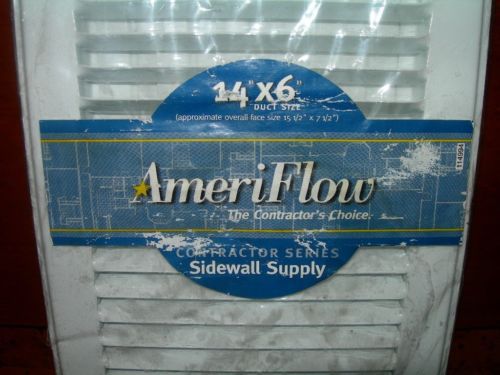 14" x 6"
DUCT SIZE
(approximate overall face size 15 1/2" x 7 1/2")
AmeriFlow
The Contractor's Choice.
CONTRACTOR SERIES
Sidewall Supply